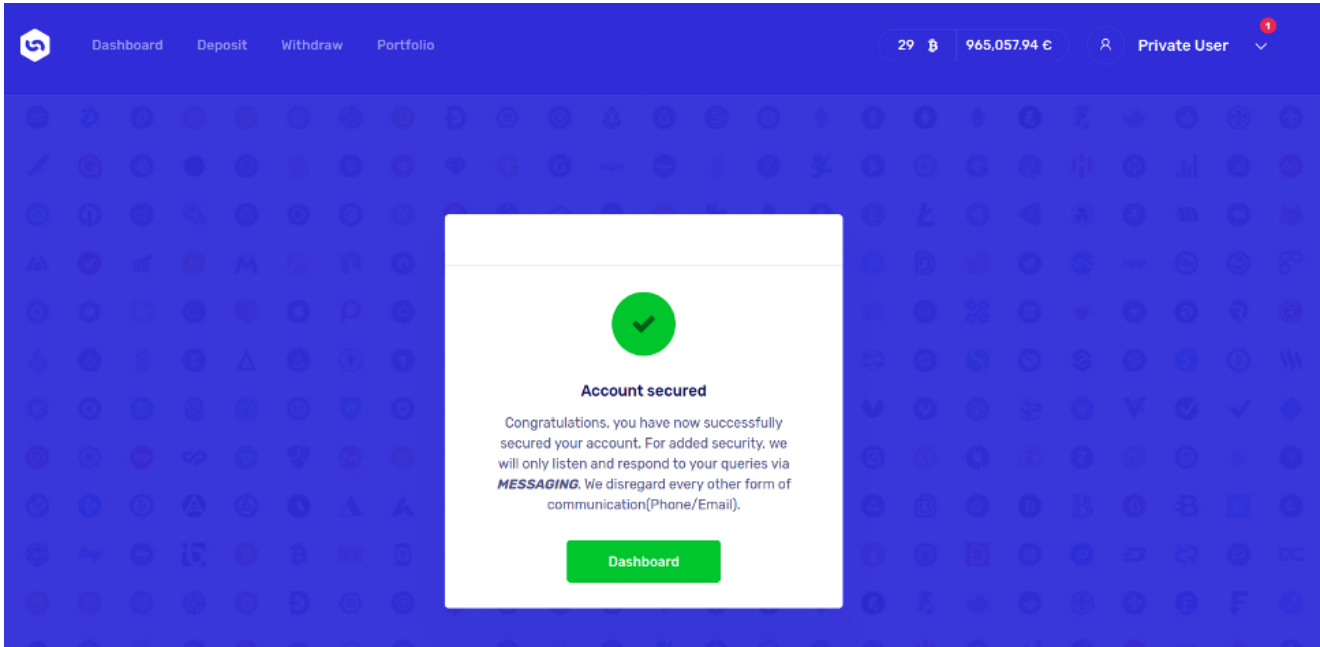 Dashboard Deposit Withdraw Portfolio 29 ₿ 965,057.94 € Private User 1
Account secured
Congratulations, you have now successfully
secured your account. For added security, we
will only listen and respond to your queries via
MESSAGING. We disregard every other form of
communication(Phone/Email).
Dashboard